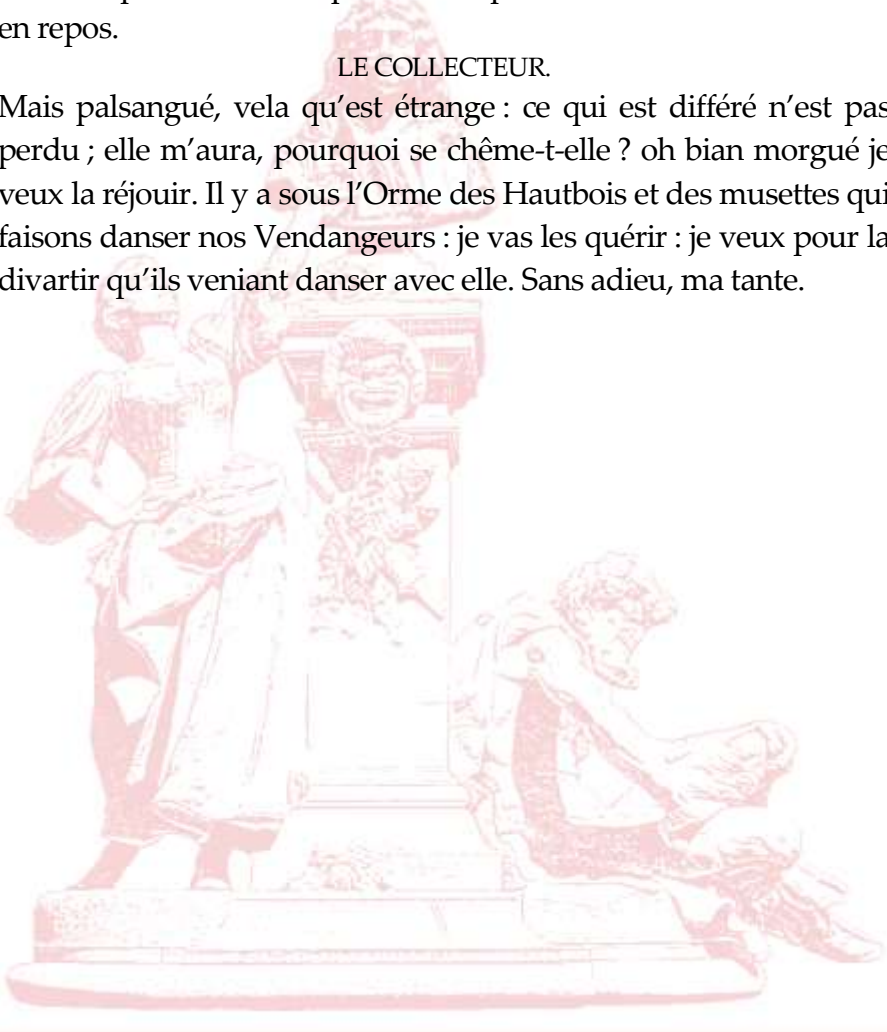 en repos.
LE COLLECTEUR.
Mais palsangué, vela qu’est étrange : ce qui est différé n’est pas
perdu ; elle m’aura, pourquoi se chême-t-elle ? oh bian morgué je
veux la réjouir. Il y a sous l’Orme des Hautbois et des musettes qui
faisons danser nos Vendangeurs : je vas les quérir : je veux pour la
divartir qu’ils veniant danser avec elle. Sans adieu, ma tante.